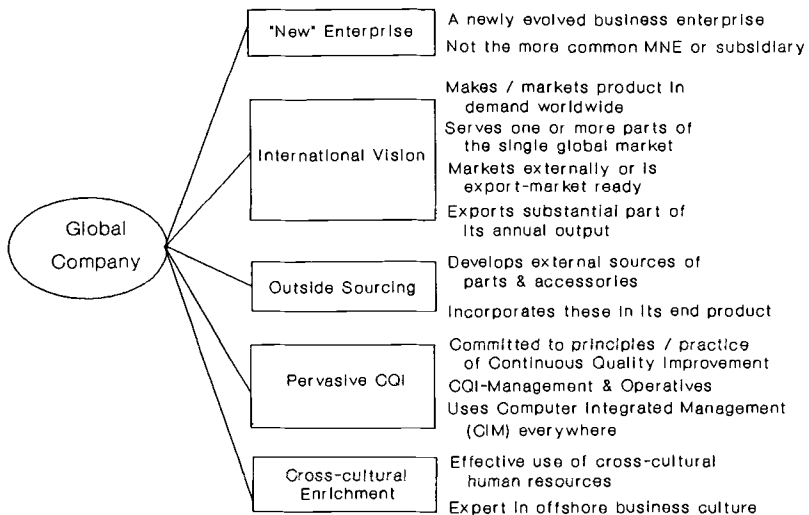 Global
Company
"New" Enterprise
A newly evolved business enterprise
Not the more common MNE or subsidiary
International Vision
Makes / markets product in
demand worldwide
Serves one or more parts of
the single global market
Markets externally or is
export-market ready
Exports substantial part of
its annual output
Outside Sourcing
Develops external sources of
parts & accessories
Incorporates these in its end product
Pervasive CQI
Committed to principles / practice
of Continuous Quality Improvement
CQI-Management & Operatives
Uses Computer Integrated Management
(CIM) everywhere
Cross-cultural
Enrichment
Effective use of cross-cultural
human resources
Expert in offshore business culture